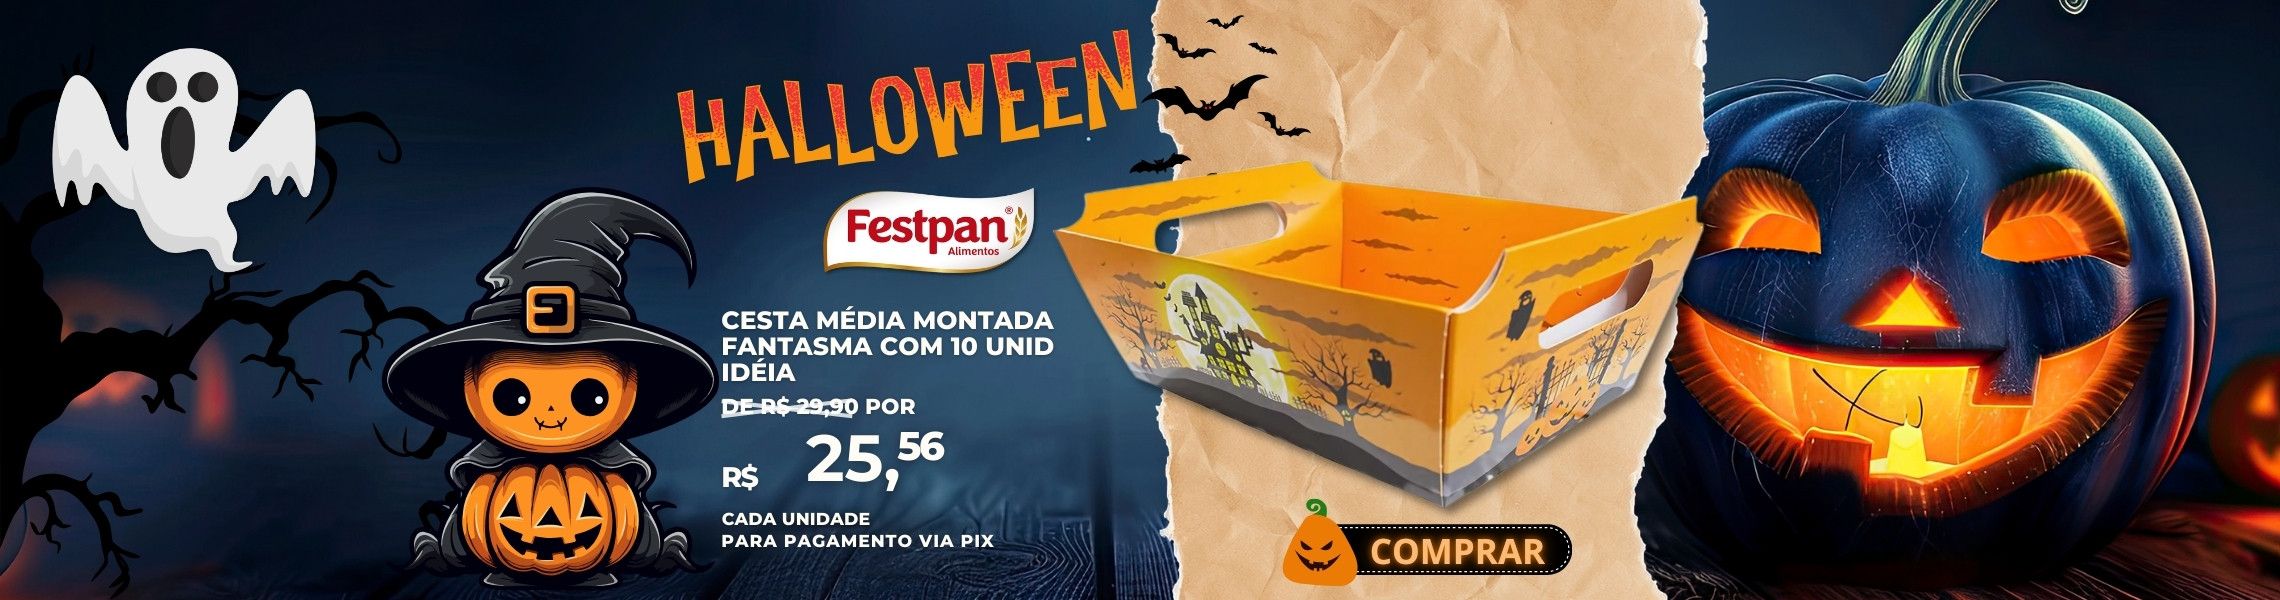 HALLOWEEN
Festpan®
Alimentos
CESTA MÉDIA MONTADA
FANTASMA COM 10 UNID
IDÉIA
DE R$ 29,90 POR
R$ 25,56
CADA UNIDADE
PARA PAGAMENTO VIA PIX
COMPRAR